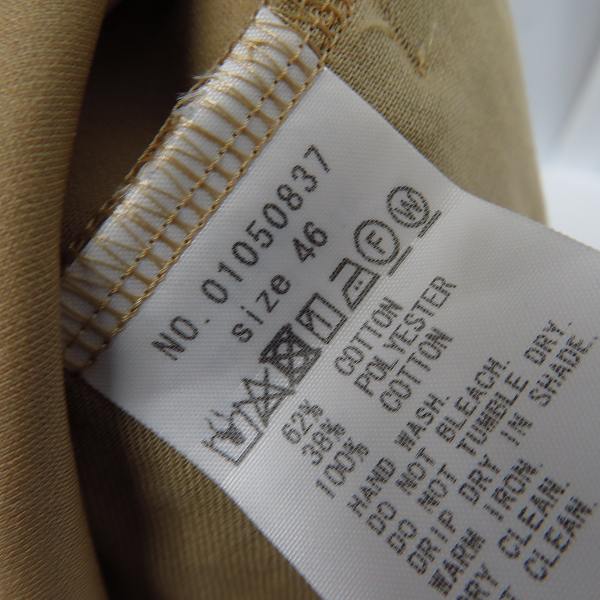 NO. 01050837
size 46
F W
62% COTTON
38% POLYESTER
100% COTTON
HAND WASH.
DO NOT BLEACH.
DO NOT TUMBLE DRY.
DRIP DRY IN SHADE.
WARM IRON.
DRY CLEAN.
CLEAN.